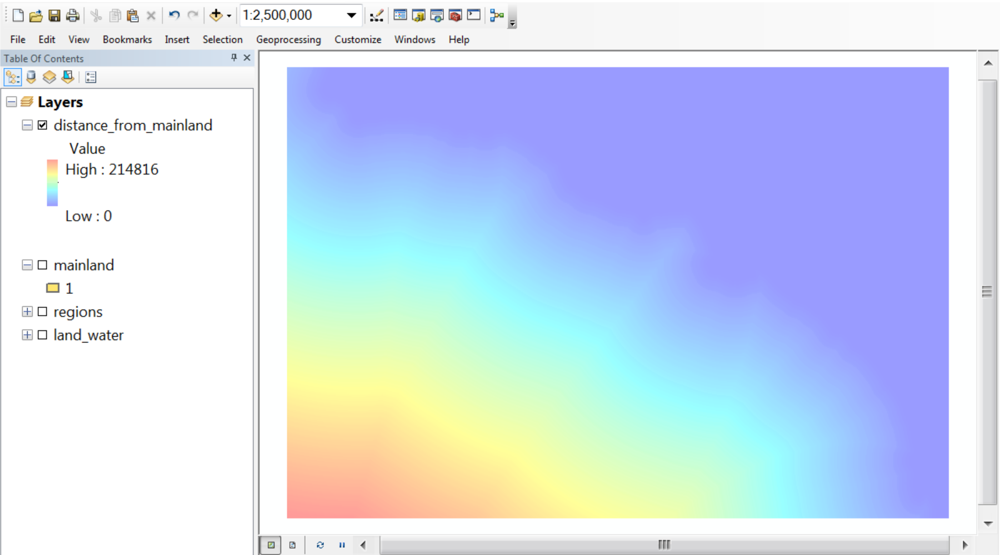 1:2,500,000
File Edit View Bookmarks Insert Selection Geoprocessing Customize Windows Help
Table Of Contents
Layers
distance_from_mainland
Value
High : 214816
Low : 0
mainland
1
regions
land_water